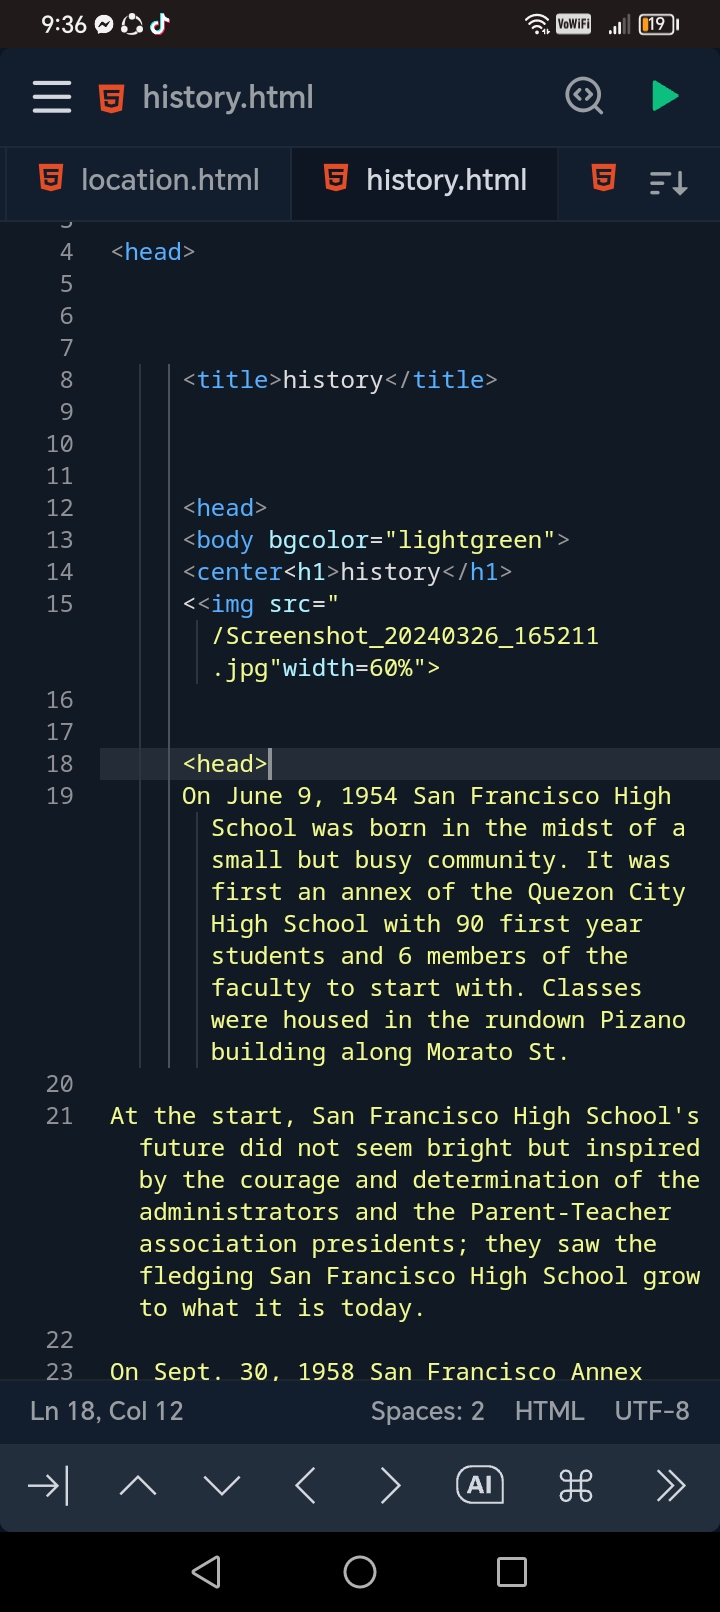 9:36 VoWiFi 19
history.html
location.html history.html
3
4 <head>
5
6
7
8 <title>history</title>
9
10
11
12 <head>
13 <body bgcolor="lightgreen">
14 <center<h1>history</h1>
15 <<img src="
/Screenshot_20240326_165211
.jpg"width=60%">
16
17
18 <head>
19 On June 9, 1954 San Francisco High
School was born in the midst of a
small but busy community. It was
first an annex of the Quezon City
High School with 90 first year
students and 6 members of the
faculty to start with. Classes
were housed in the rundown Pizano
building along Morato St.
20
21 At the start, San Francisco High School's
future did not seem bright but inspired
by the courage and determination of the
administrators and the Parent-Teacher
association presidents; they saw the
fledging San Francisco High School grow
to what it is today.
22
23 On Sept. 30, 1958 San Francisco Annex
Ln 18, Col 12 Spaces: 2 HTML UTF-8
AI